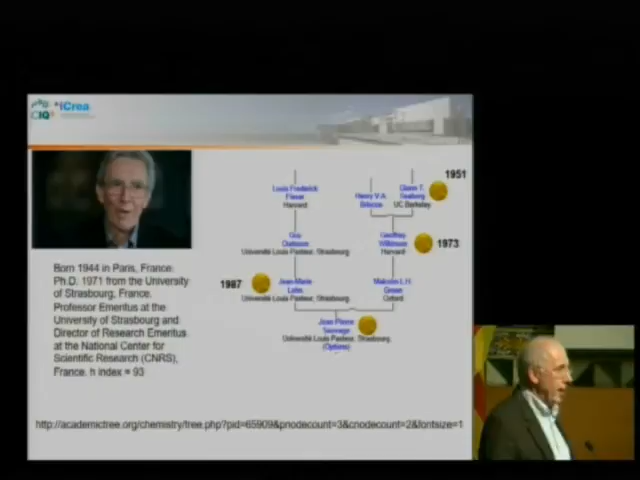 iCrea
CIQ
1951
Louis Frederick
Fieser
Harvard
Henry V.A.
Briscoe
Glenn T.
Seaborg
UC Berkeley
Guy
Ourisson
Université Louis Pasteur, Strasbourg
Geoffrey
Wilkinson
Harvard
1973
1987
Jean-Marie
Lehn
Université Louis Pasteur, Strasbourg
Malcolm L.H.
Green
Oxford
Jean Pierre
Sauvage
Université Louis Pasteur, Strasbourg
(Options)
Born 1944 in Paris, France.
Ph.D. 1971 from the University
of Strasbourg, France.
Professor Emeritus at the
University of Strasbourg and
Director of Research Emeritus
at the National Center for
Scientific Research (CNRS),
France. h index = 93
http://academictree.org/chemistry/tree.php?pid=65909&pnodecount=3&cnodecount=2&fontsize=1